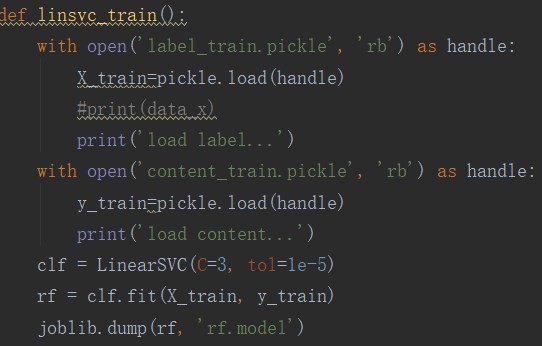 def linsvc_train():
    with open('label_train.pickle', 'rb') as handle:
        X_train=pickle.load(handle)
        #print(data_x)
        print('load label...')
    with open('content_train.pickle', 'rb') as handle:
        y_train=pickle.load(handle)
        print('load content...')
    clf = LinearSVC(C=3, tol=1e-5)
    rf = clf.fit(X_train, y_train)
    joblib.dump(rf, 'rf.model')